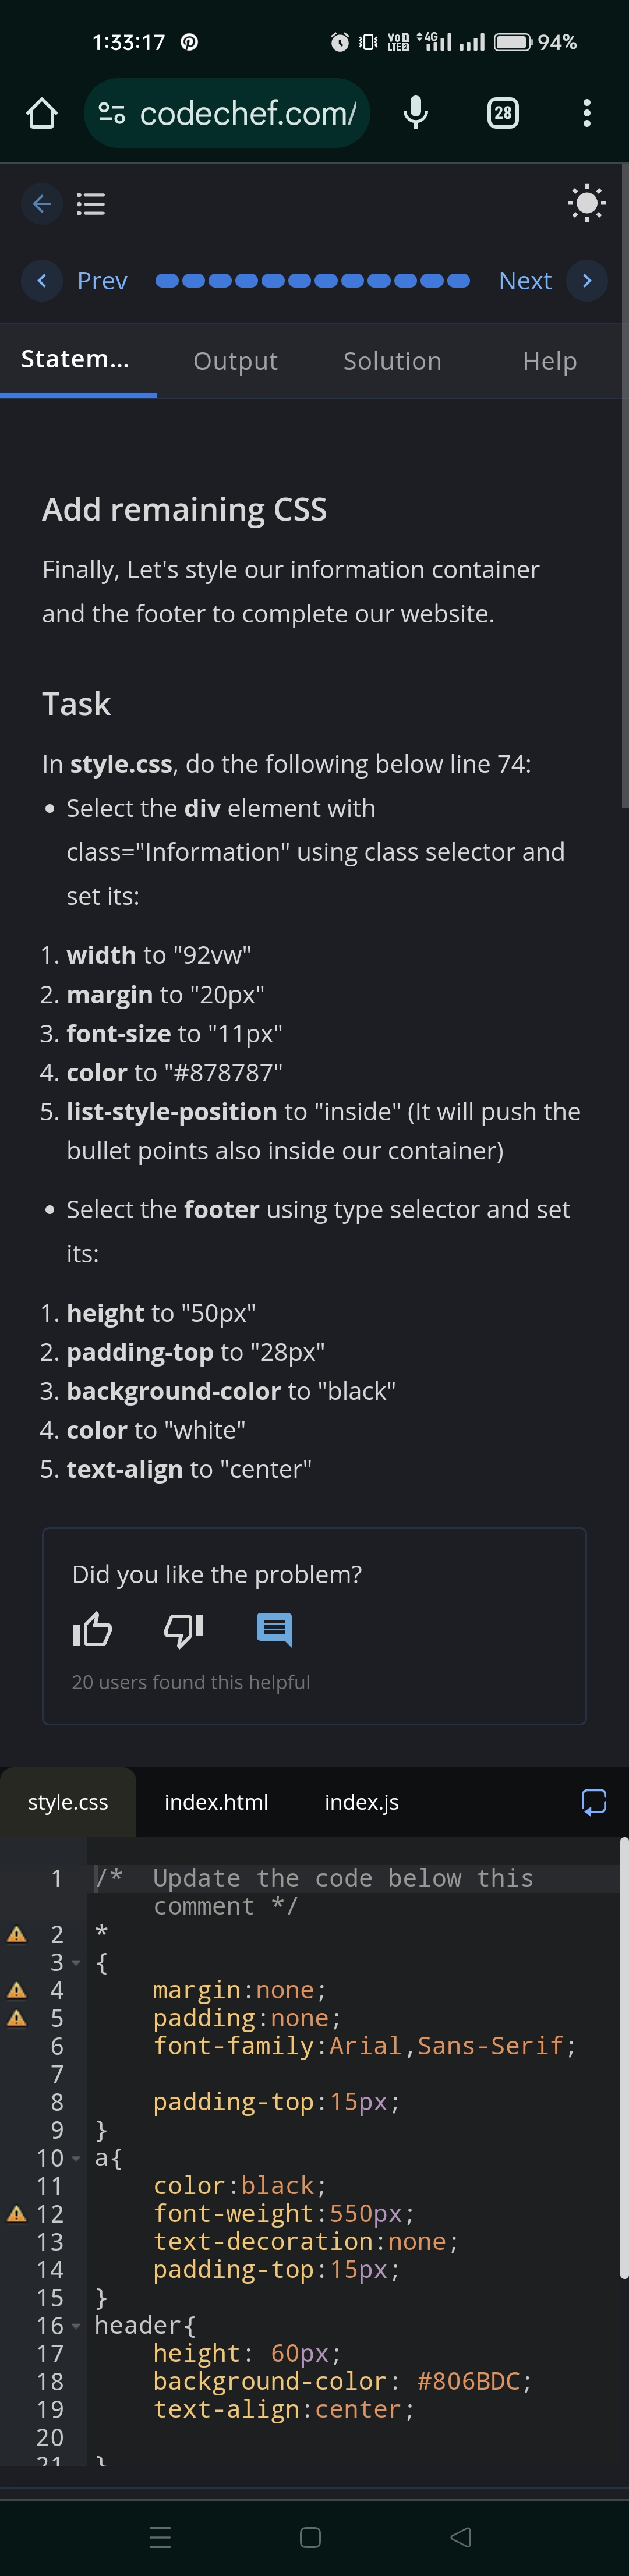 1:33:17 VoD LTE2 4G 94%
codechef.com/ 28
Prev Next
Statem... Output Solution Help
Add remaining CSS
Finally, Let's style our information container
and the footer to complete our website.
Task
In style.css, do the following below line 74:
• Select the div element with
class="Information" using class selector and
set its:
1. width to "92vw"
2. margin to "20px"
3. font-size to "11px"
4. color to "#878787"
5. list-style-position to "inside" (It will push the
bullet points also inside our container)
• Select the footer using type selector and set
its:
1. height to "50px"
2. padding-top to "28px"
3. background-color to "black"
4. color to "white"
5. text-align to "center"
Did you like the problem?
20 users found this helpful
style.css index.html index.js
1 /* Update the code below this
comment */
2 *
3 {
4 margin:none;
5 padding:none;
6 font-family:Arial,Sans-Serif;
7
8 padding-top:15px;
9 }
10 a{
11 color:black;
12 font-weight:550px;
13 text-decoration:none;
14 padding-top:15px;
15 }
16 header{
17 height: 60px;
18 background-color: #806BDC;
19 text-align:center;
20
21 }